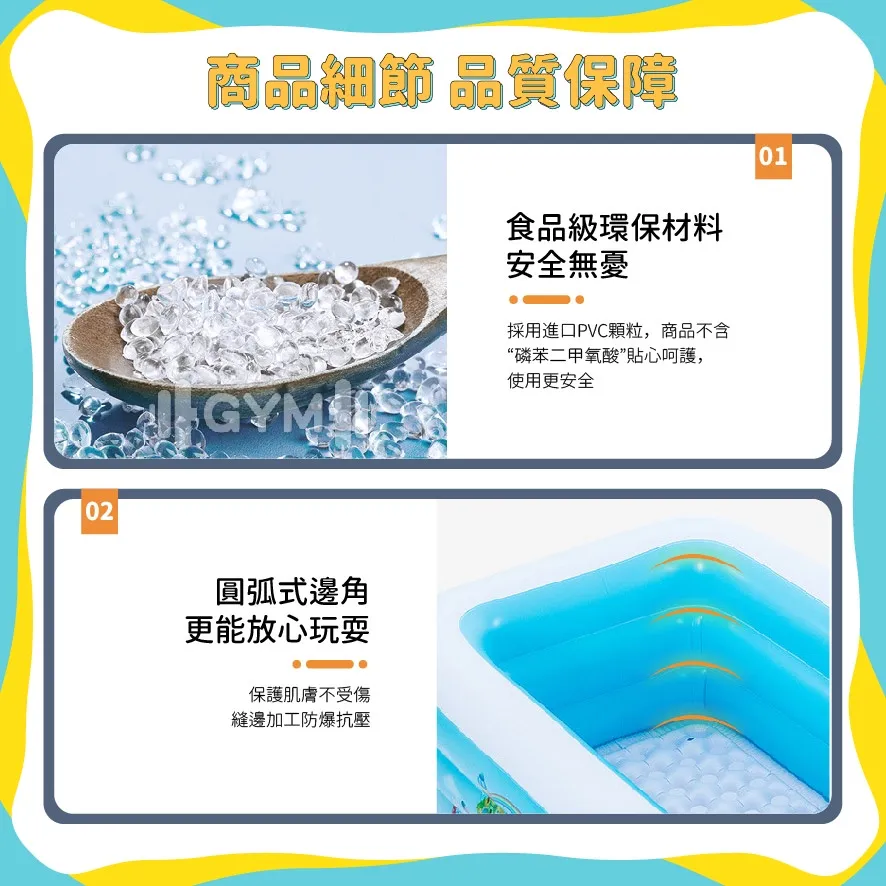 商品細節 品質保障
01
食品級環保材料
安全無憂
採用進口PVC顆粒，商品不含
“磷苯二甲氧酸”貼心呵護，
使用更安全
GYM
02
圓弧式邊角
更能放心玩耍
保護肌膚不受傷
縫邊加工防爆抗壓